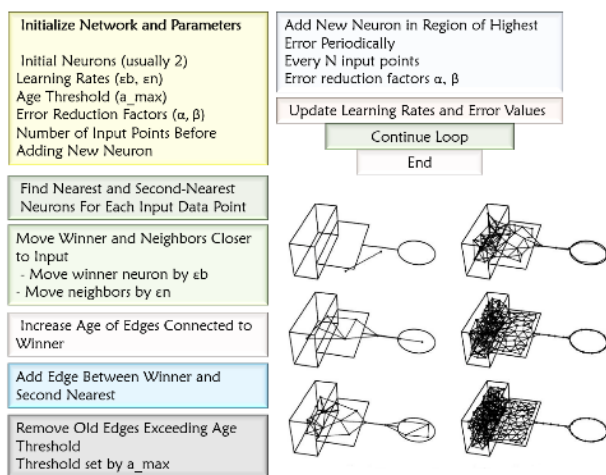 Initialize Network and Parameters
Initial Neurons (usually 2)
Learning Rates (εb, εn)
Age Threshold (a_max)
Error Reduction Factors (α, β)
Number of Input Points Before
Adding New Neuron
Find Nearest and Second-Nearest
Neurons For Each Input Data Point
Move Winner and Neighbors Closer
to Input
- Move winner neuron by εb
- Move neighbors by εn
Increase Age of Edges Connected to
Winner
Add Edge Between Winner and
Second Nearest
Remove Old Edges Exceeding Age
Threshold
Threshold set by a_max
Add New Neuron in Region of Highest
Error Periodically
Every N input points
Error reduction factors α, β
Update Learning Rates and Error Values
Continue Loop
End